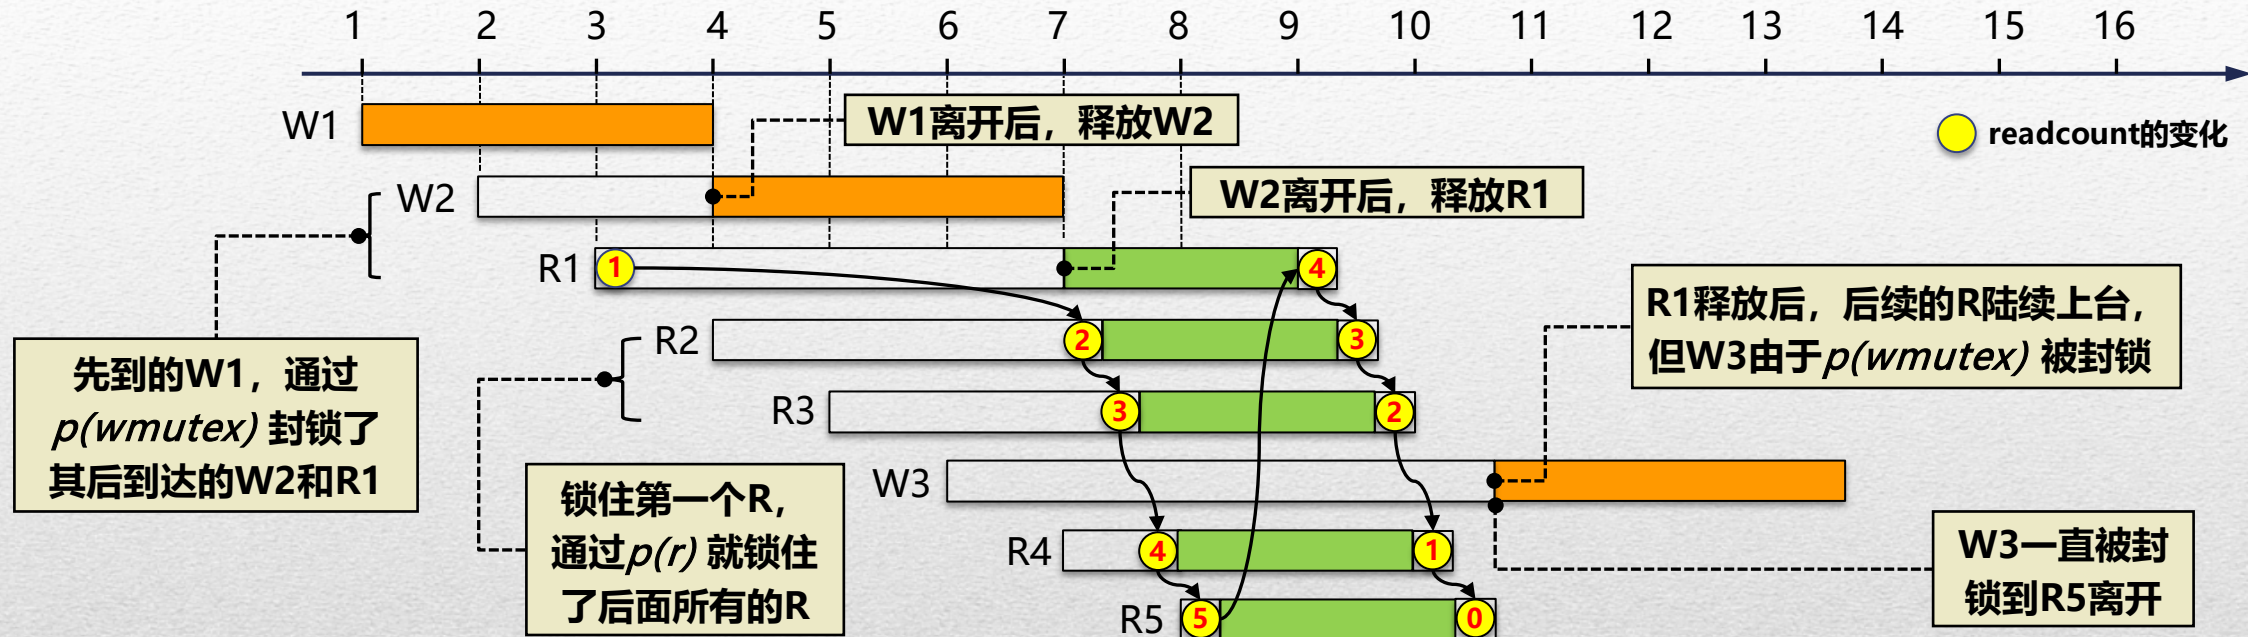 1 2 3 4 5 6 7 8 9 10 11 12 13 14 15 16
W1
W1离开后，释放W2
readcount的变化
W2
W2离开后，释放R1
R1
1
4
R1释放后，后续的R陆续上台，
但W3由于p(wmutex) 被封锁
R2
2
3
先到的W1，通过
p(wmutex) 封锁了
其后到达的W2和R1
R3
3
2
W3
锁住第一个R，
通过p(r) 就锁住
了后面所有的R
R4
4
1
W3一直被封
锁到R5离开
R5
5
0